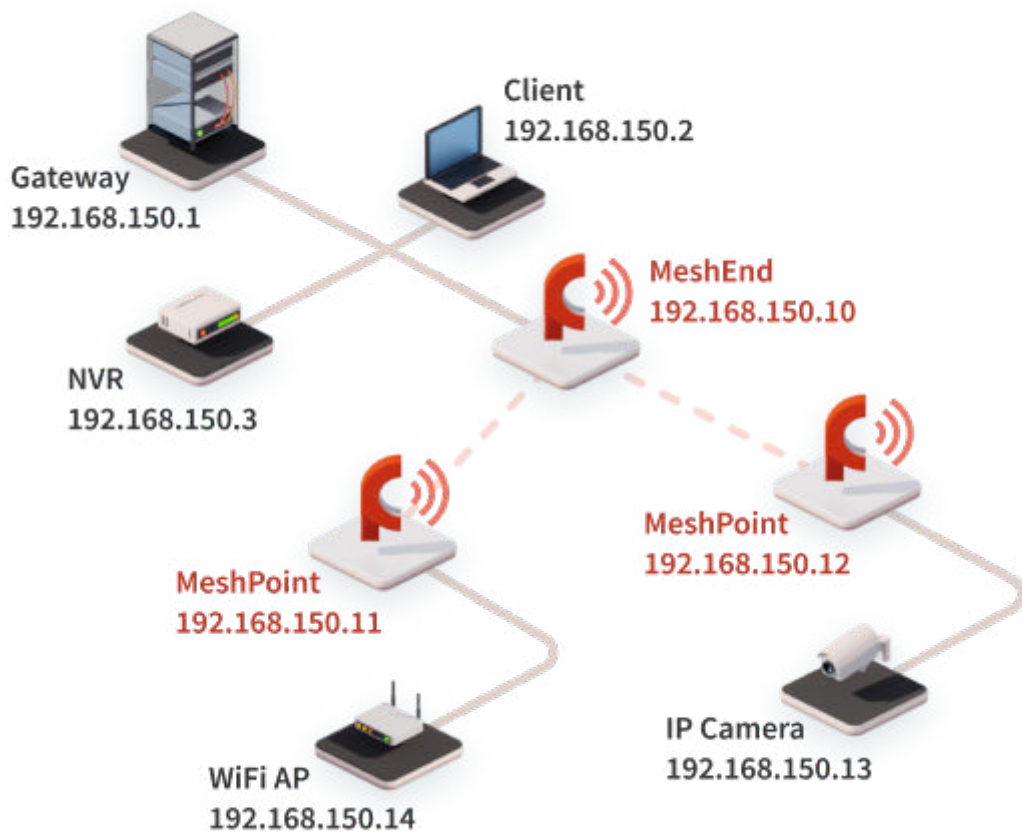 Client
192.168.150.2
Gateway
192.168.150.1
MeshEnd
192.168.150.10
NVR
192.168.150.3
MeshPoint
192.168.150.12
MeshPoint
192.168.150.11
IP Camera
192.168.150.13
WiFi AP
192.168.150.14